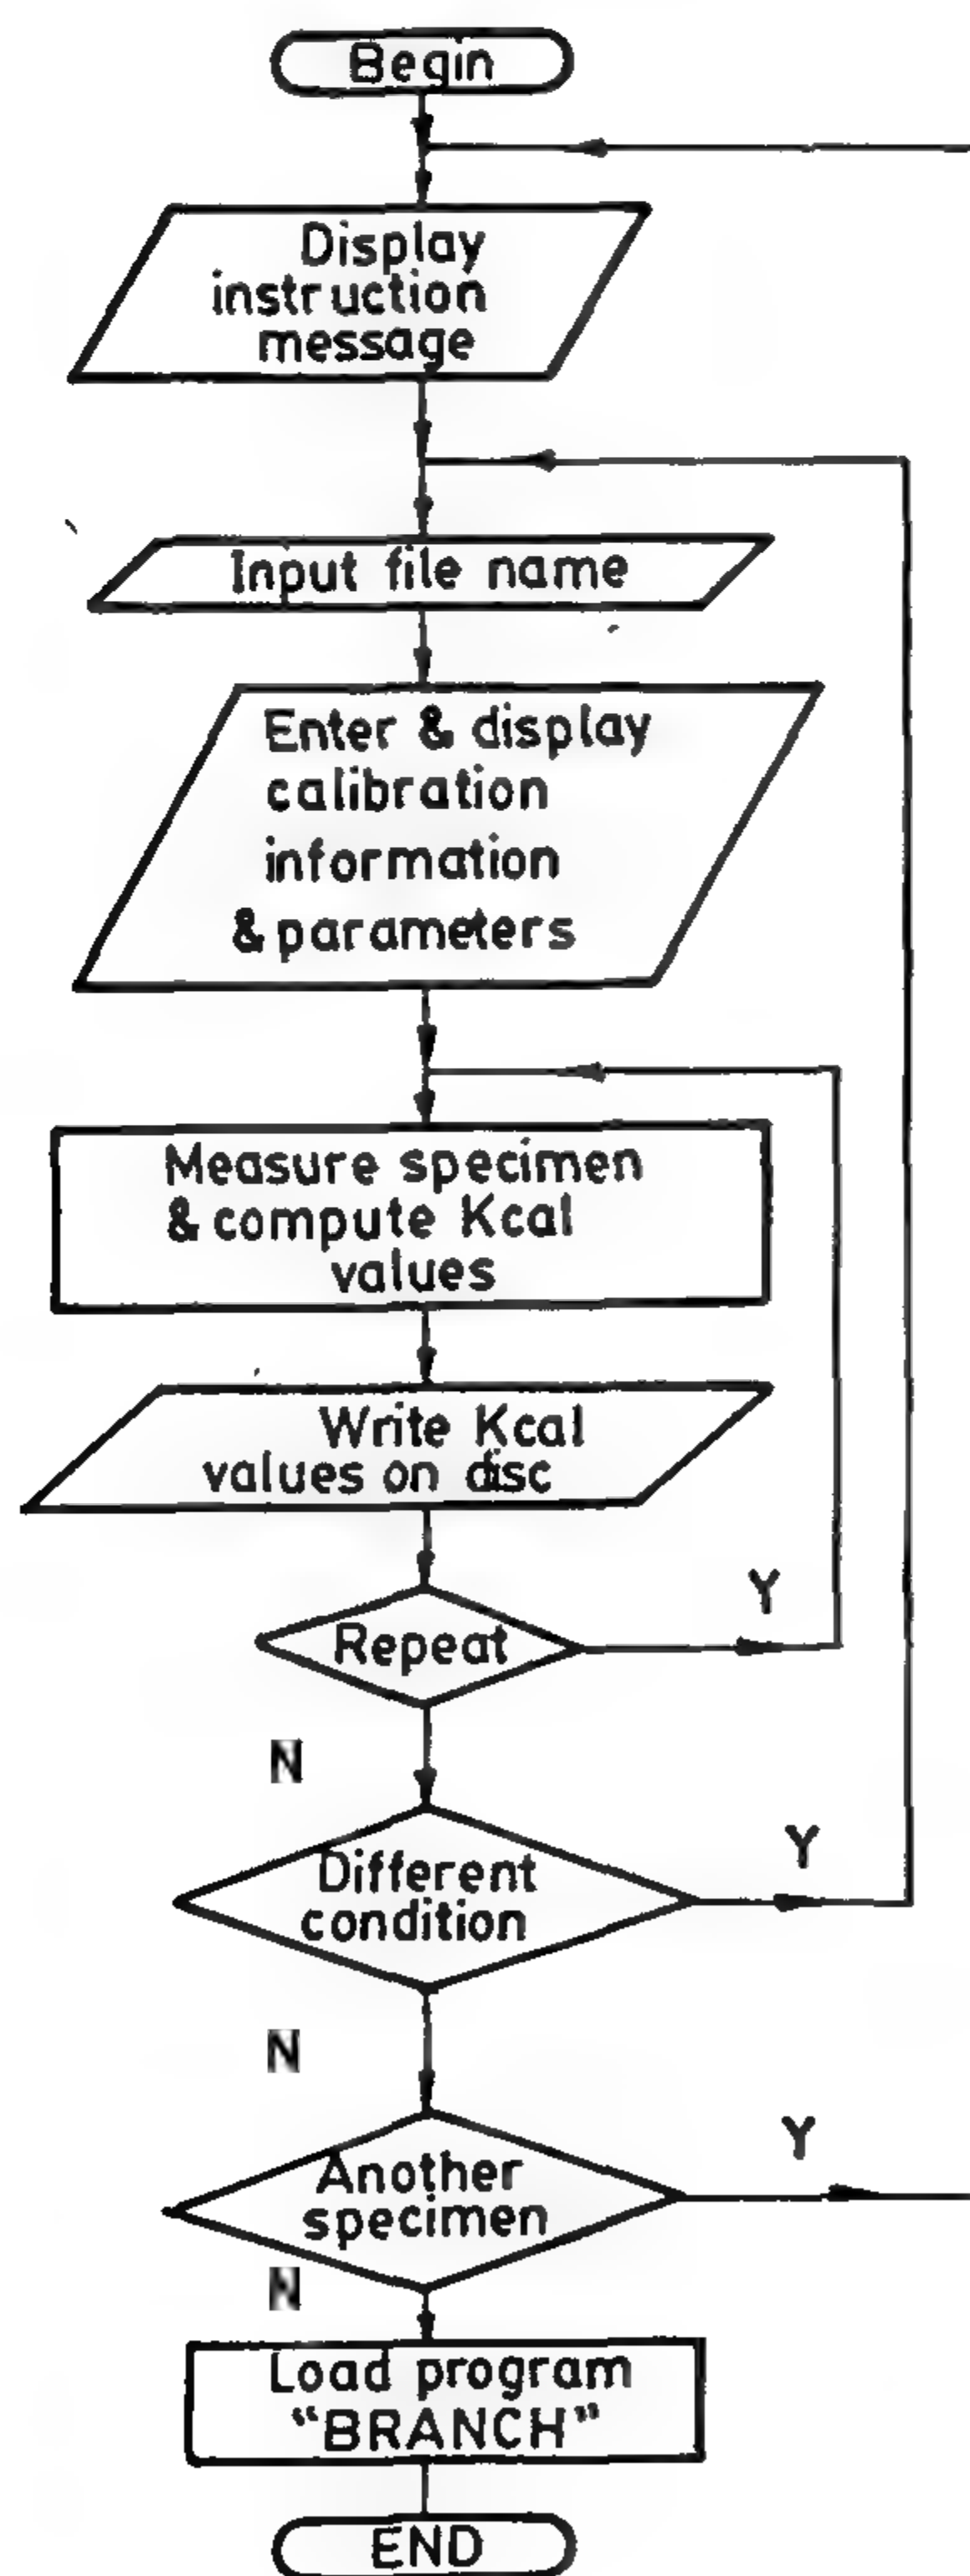 Begin
Display
instruction
message
Input file name
Enter & display
calibration
information
& parameters
Measure specimen
& compute Kcal
values
Write Kcal
values on disc
Repeat
Y
N
Different
condition
Y
N
Another
specimen
Y
N
Load program
“BRANCH”
END